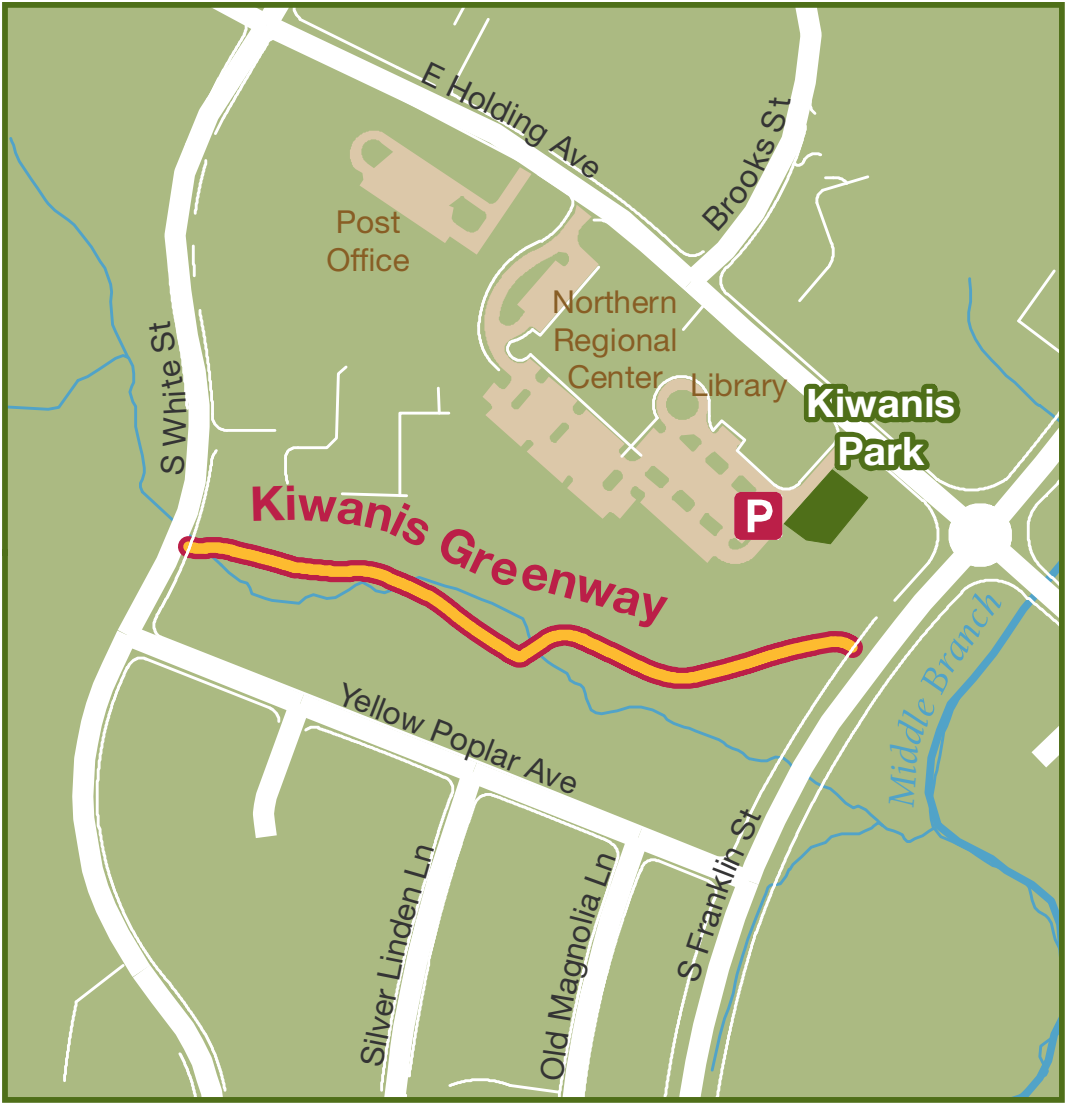 E Holding Ave
Brooks St
Post
Office
Northern
Regional
Center
Library
Kiwanis
Park
S White St
P
Kiwanis Greenway
Middle Branch
Yellow Poplar Ave
S Franklin St
Silver Linden Ln
Old Magnolia Ln